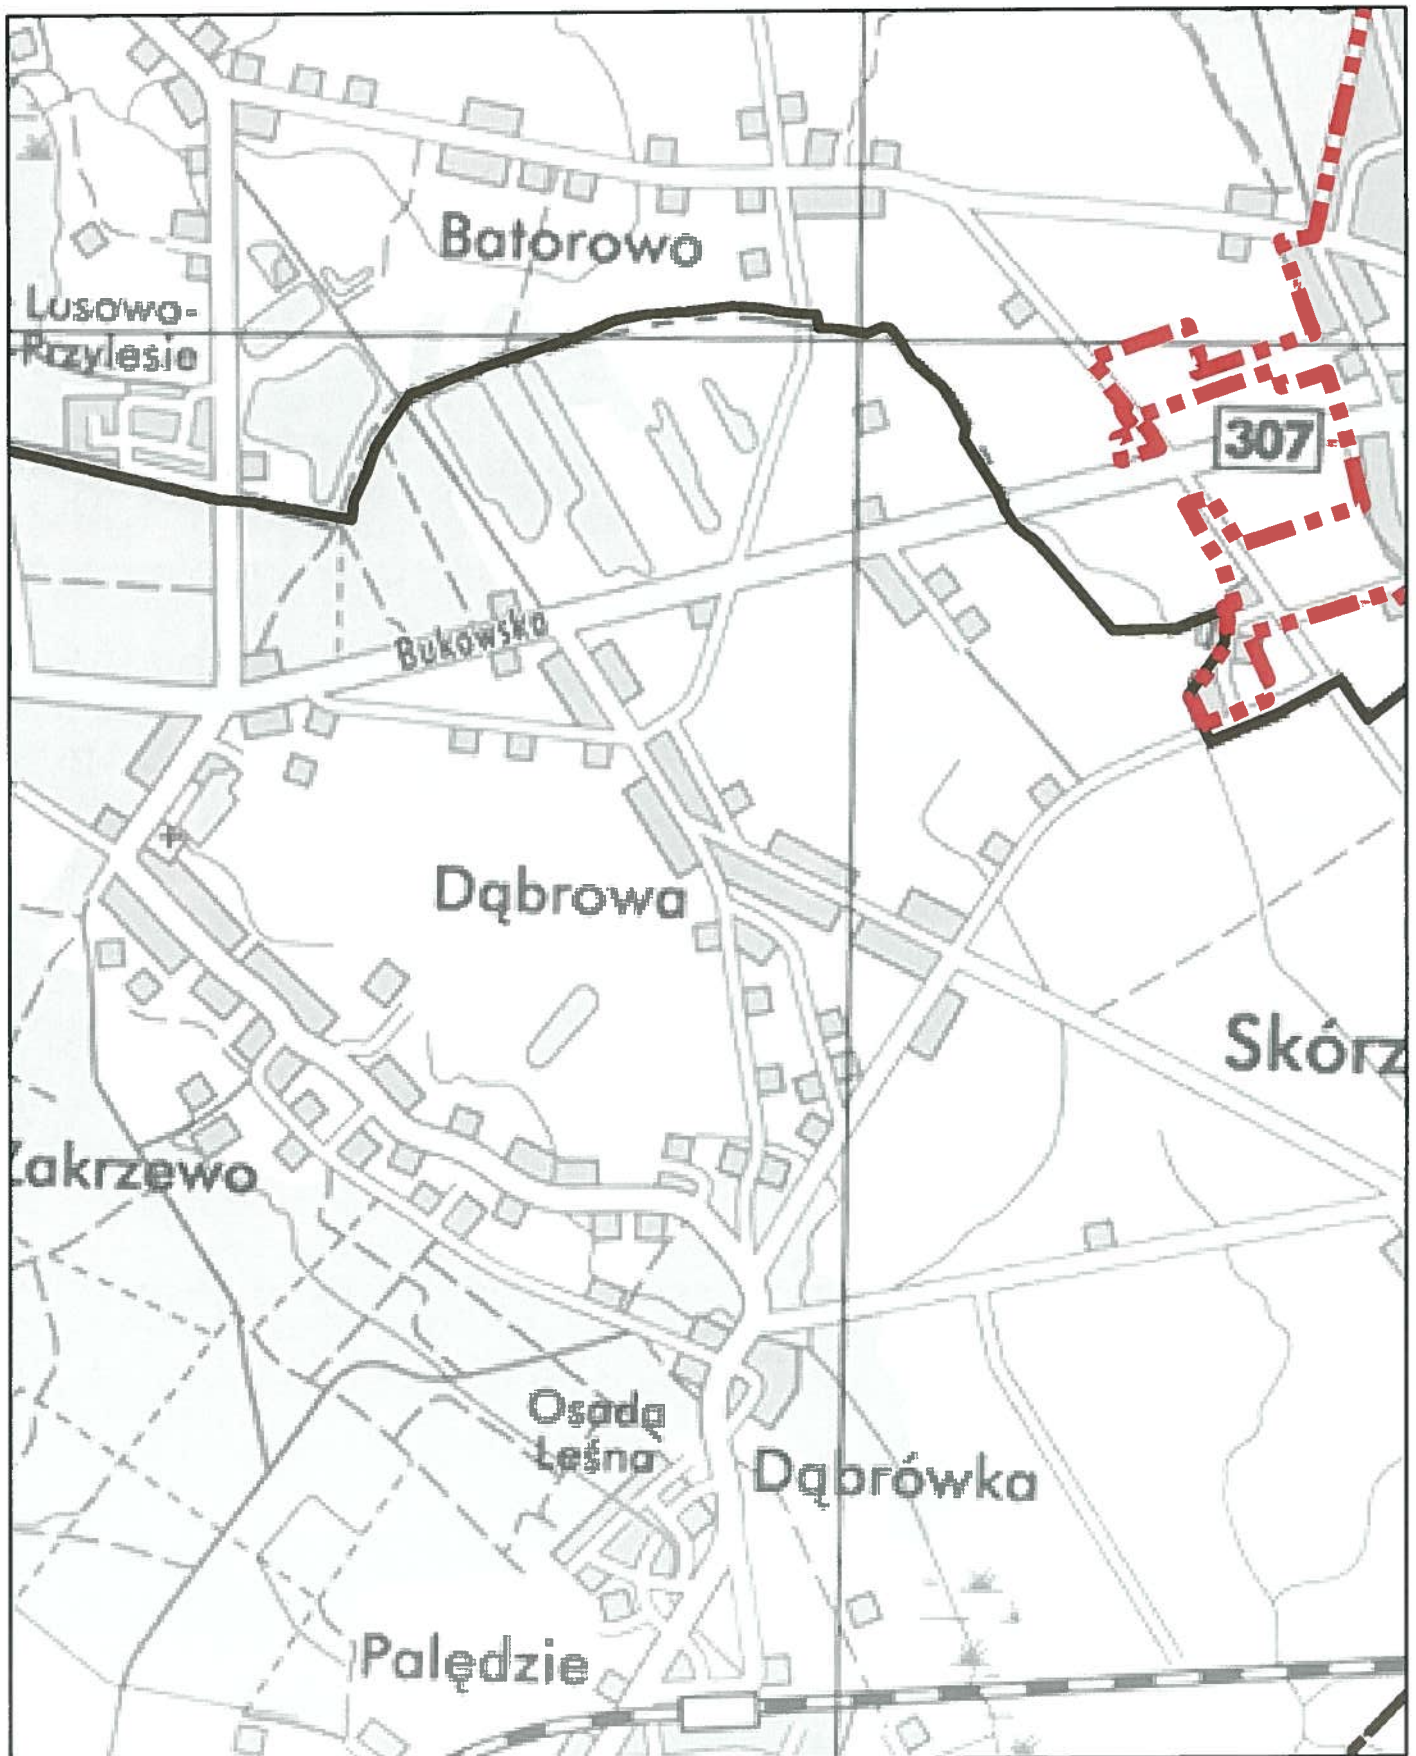 Batorowo
Lusowo-
-Przylesie
307
Bukowska
Dąbrowa
Skórz
Zakrzewo
Osada
Leśna
Dąbrówka
Palędzie